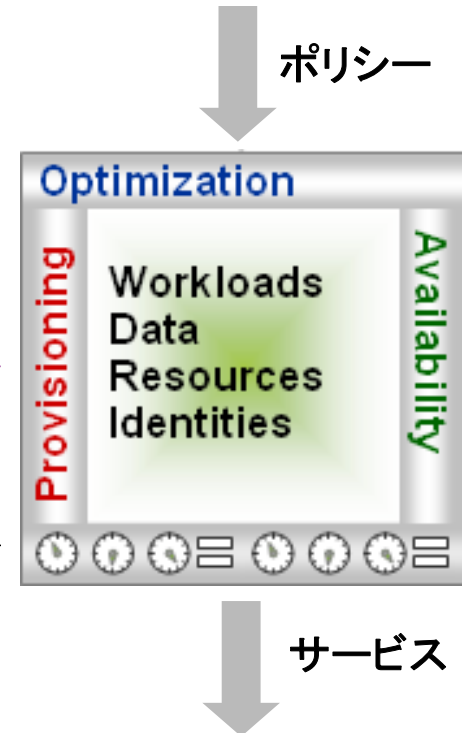 ポリシー
Optimization
Provisioning
Workloads
Data
Resources
Identities
Availability
サービス